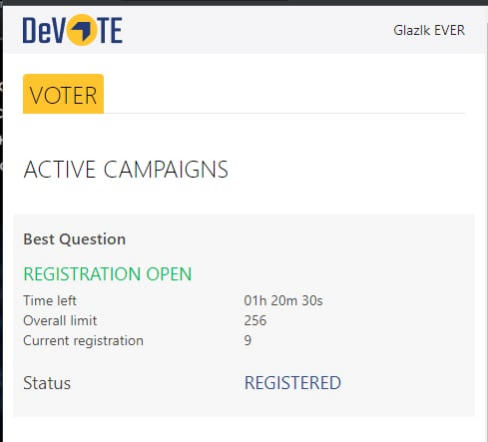 DeVOTE
GlazIk EVER
VOTER
ACTIVE CAMPAIGNS
Best Question
REGISTRATION OPEN
Time left 01h 20m 30s
Overall limit 256
Current registration 9
Status REGISTERED